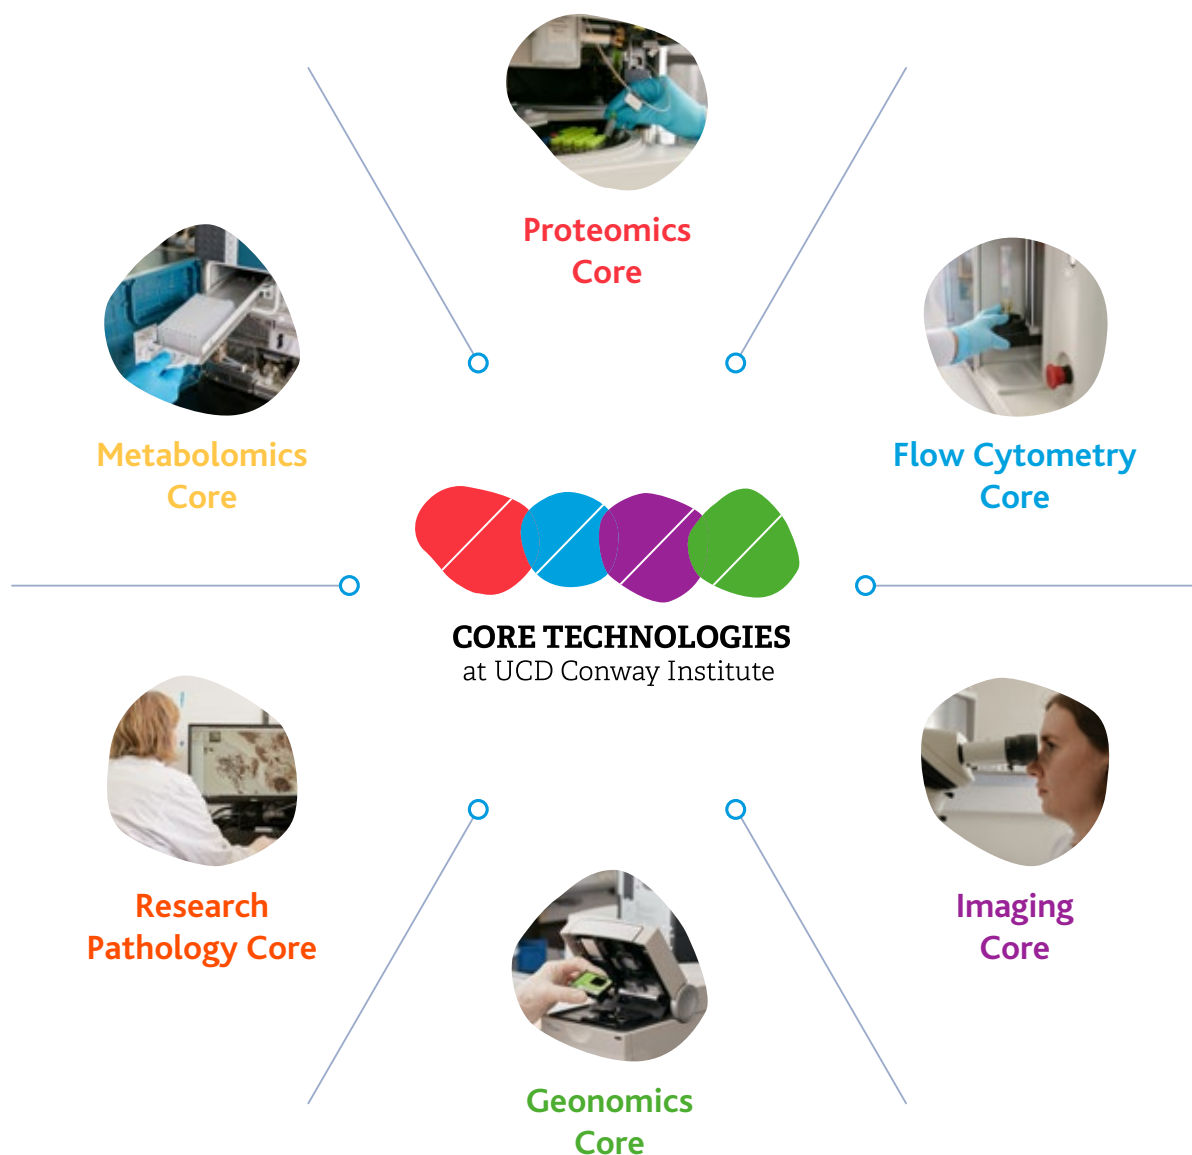 Proteomics
Core
Metabolomics
Core
Flow Cytometry
Core
CORE TECHNOLOGIES
at UCD Conway Institute
Research
Pathology Core
Imaging
Core
Geonomics
Core